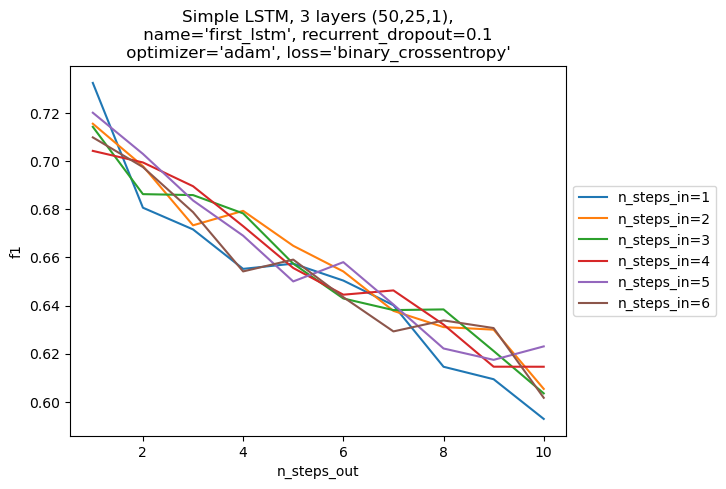 Simple LSTM, 3 layers (50,25,1),
name='first_lstm', recurrent_dropout=0.1
optimizer='adam', loss='binary_crossentropy'
0.72
0.70
0.68
0.66
0.64
0.62
0.60
f1
2
4
6
8
10
n_steps_out
n_steps_in=1
n_steps_in=2
n_steps_in=3
n_steps_in=4
n_steps_in=5
n_steps_in=6